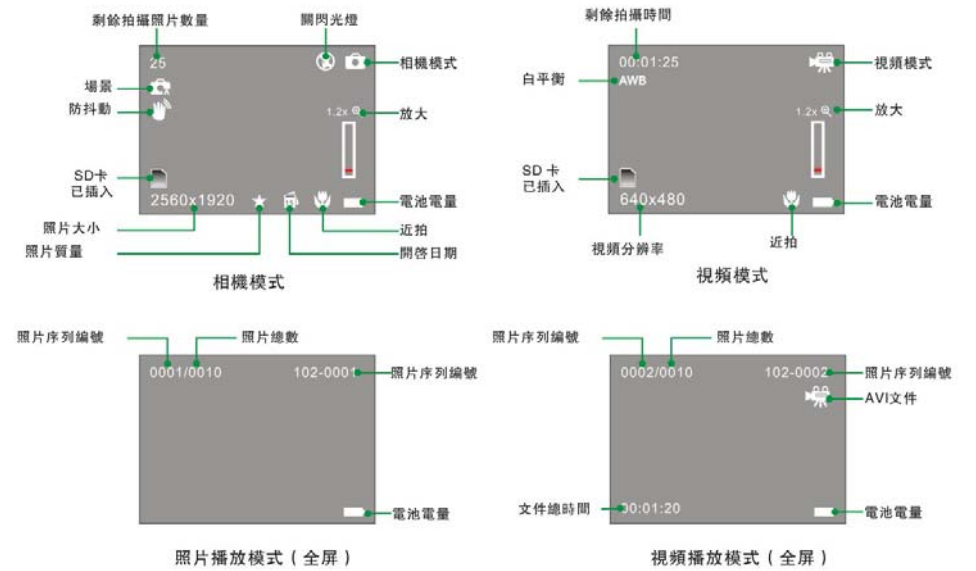 剩餘拍攝照片數量
關閃光燈
25
相機模式
場景
防抖動
1.2x
放大
SD卡
已插入
2560x1920
電池電量
照片大小
近拍
照片質量
開啓日期
相機模式
剩餘拍攝時間
00:01:25
視頻模式
白平衡
AWB
1.2x
放大
SD 卡
已插入
640x480
電池電量
視頻分辨率
近拍
視頻模式
照片序列編號
照片總數
0001/0010
102-0001
照片序列編號
電池電量
照片播放模式（全屏）
照片序列編號
照片總數
0002/0010
102-0002
照片序列編號
AVI文件
文件總時間
00:01:20
電池電量
視頻播放模式（全屏）